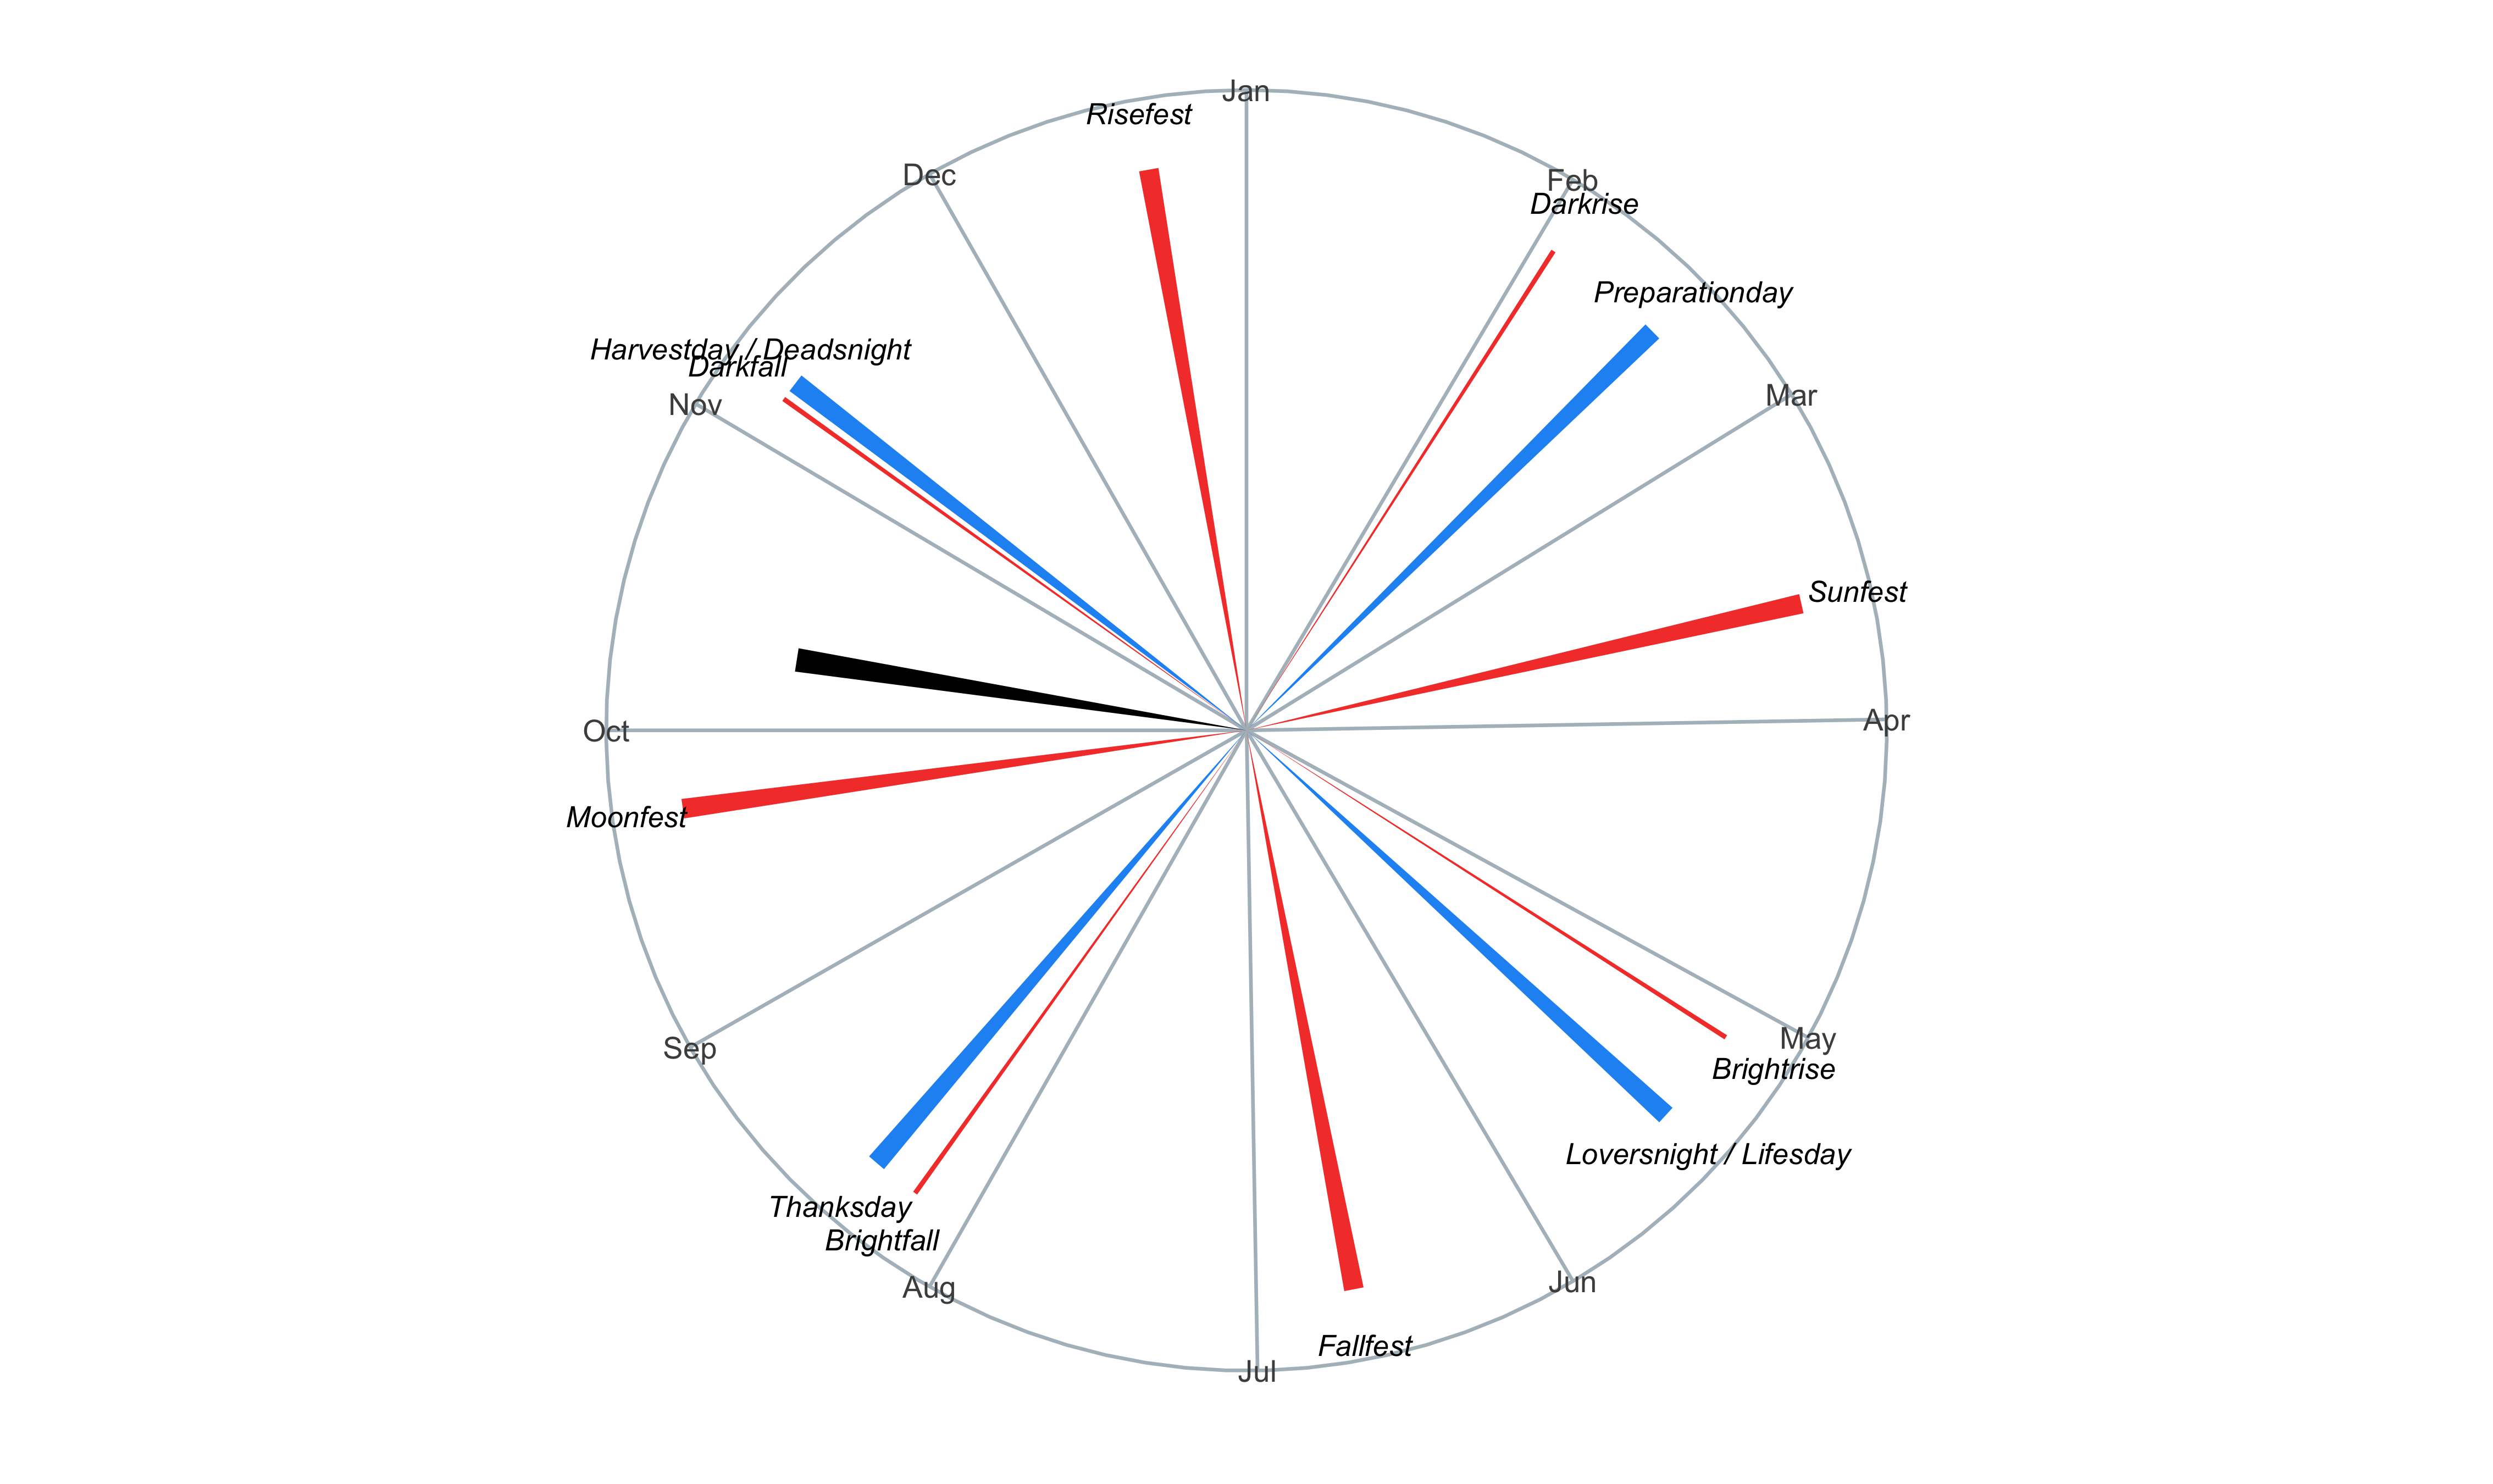 Jan
Risefest
Dec
Feb
Darkrise
Preparationday
Harvestday / Deadsnight
Darkfall
Nov
Mar
Sunfest
Oct
Apr
Moonfest
Sep
May
Brightrise
Loversnight / Lifesday
Thanksday
Brightfall
Aug
Jun
Fallfest
Jul